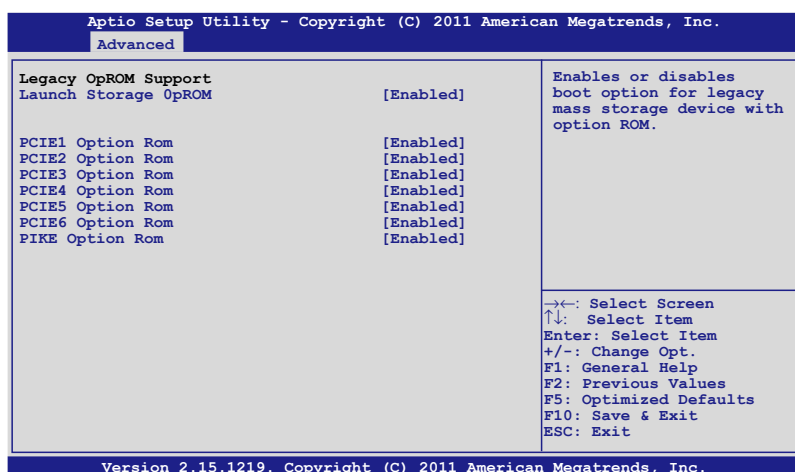 Aptio Setup Utility - Copyright (C) 2011 American Megatrends, Inc.
Advanced
Legacy OpROM Support
Launch Storage 0pROM [Enabled]
PCIE1 Option Rom [Enabled]
PCIE2 Option Rom [Enabled]
PCIE3 Option Rom [Enabled]
PCIE4 Option Rom [Enabled]
PCIE5 Option Rom [Enabled]
PCIE6 Option Rom [Enabled]
PIKE Option Rom [Enabled]
Enables or disables
boot option for legacy
mass storage device with
option ROM.
→←: Select Screen
↑↓: Select Item
Enter: Select Item
+/-: Change Opt.
F1: General Help
F2: Previous Values
F5: Optimized Defaults
F10: Save & Exit
ESC: Exit
Version 2.15.1219. Copyright (C) 2011 American Megatrends, Inc.